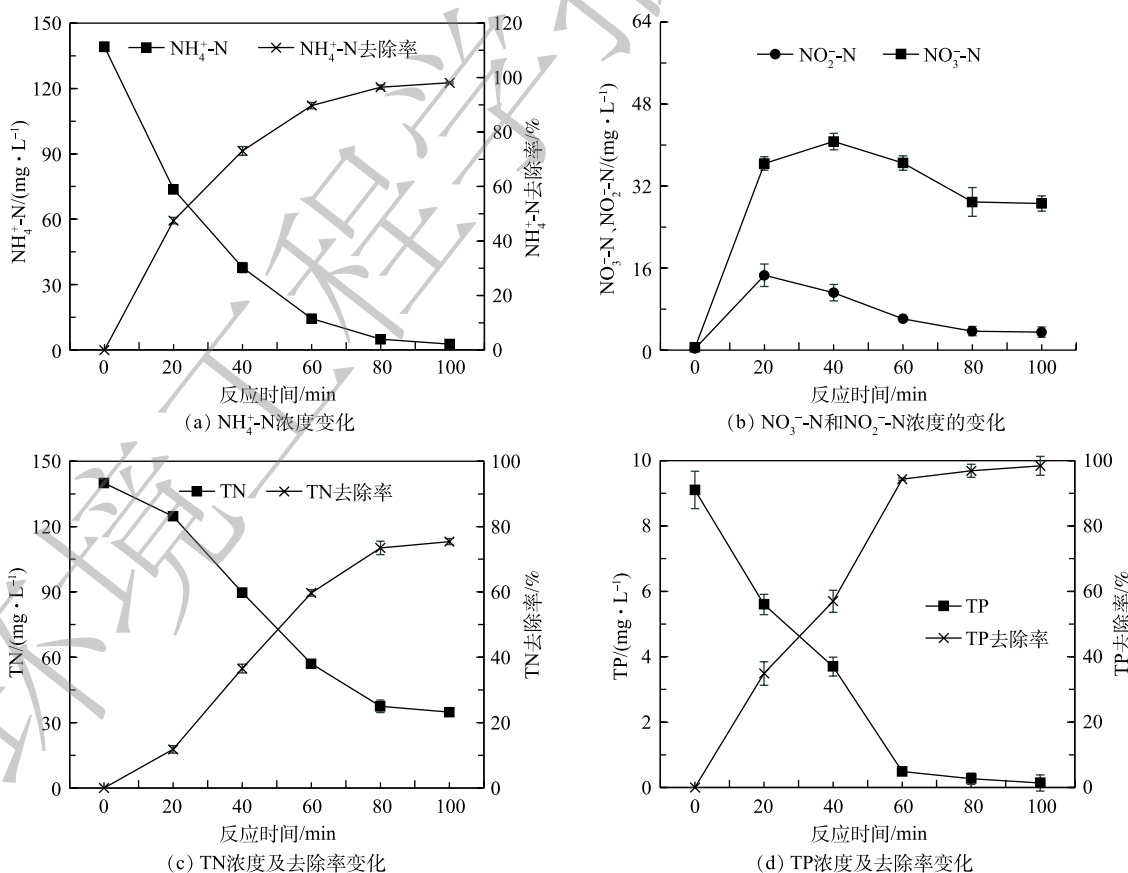 150
120
90
60
30
0
NH₄⁺-N/(mg·L⁻¹)
NH₄⁺-N NH₄⁺-N去除率
120
100
80
60
40
20
0
NH₄⁺-N去除率/%
0 20 40 60 80 100
反应时间/min
(a) NH₄⁺-N浓度变化
64
48
32
16
0
NO₃⁻-N、NO₂⁻-N/(mg·L⁻¹)
NO₂⁻-N NO₃⁻-N
0 20 40 60 80 100
反应时间/min
(b) NO₃⁻-N和NO₂⁻-N浓度的变化
150
120
90
60
30
0
TN/(mg·L⁻¹)
TN TN去除率
100
80
60
40
20
0
TN去除率/%
0 20 40 60 80 100
反应时间/min
(c) TN浓度及去除率变化
10
8
6
4
2
0
TP/(mg·L⁻¹)
TP
TP去除率
100
80
60
40
20
0
TP去除率/%
0 20 40 60 80 100
反应时间/min
(d) TP浓度及去除率变化
环境工程学报